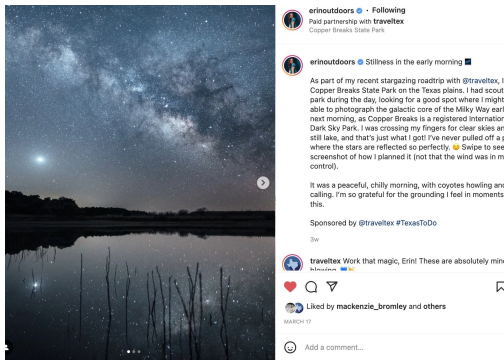 erinoutdoors • Following
Paid partnership with traveltex
Copper Breaks State Park
erinoutdoors Stillness in the early morning
As part of my recent stargazing roadtrip with @traveltex, I
Copper Breaks State Park on the Texas plains. I had scout
park during the day, looking for a good spot where I might
able to photograph the galactic core of the Milky Way earl
next morning, as Copper Breaks is a registered Internation
Dark Sky Park. I was crossing my fingers for clear skies an
still lake, and that's just what I got! I've never pulled off a p
where the stars are reflected so perfectly. 😊 Swipe to see
screenshot of how I planned it (not that the wind was in m
control).
It was a peaceful, chilly morning, with coyotes howling and
calling. I'm so grateful for the grounding I feel in moments
this.
Sponsored by @traveltex #TexasToDo
3w
traveltex Work that magic, Erin! These are absolutely mind
blowing.
Liked by mackenzie_bromley and others
MARCH 17
Add a comment...